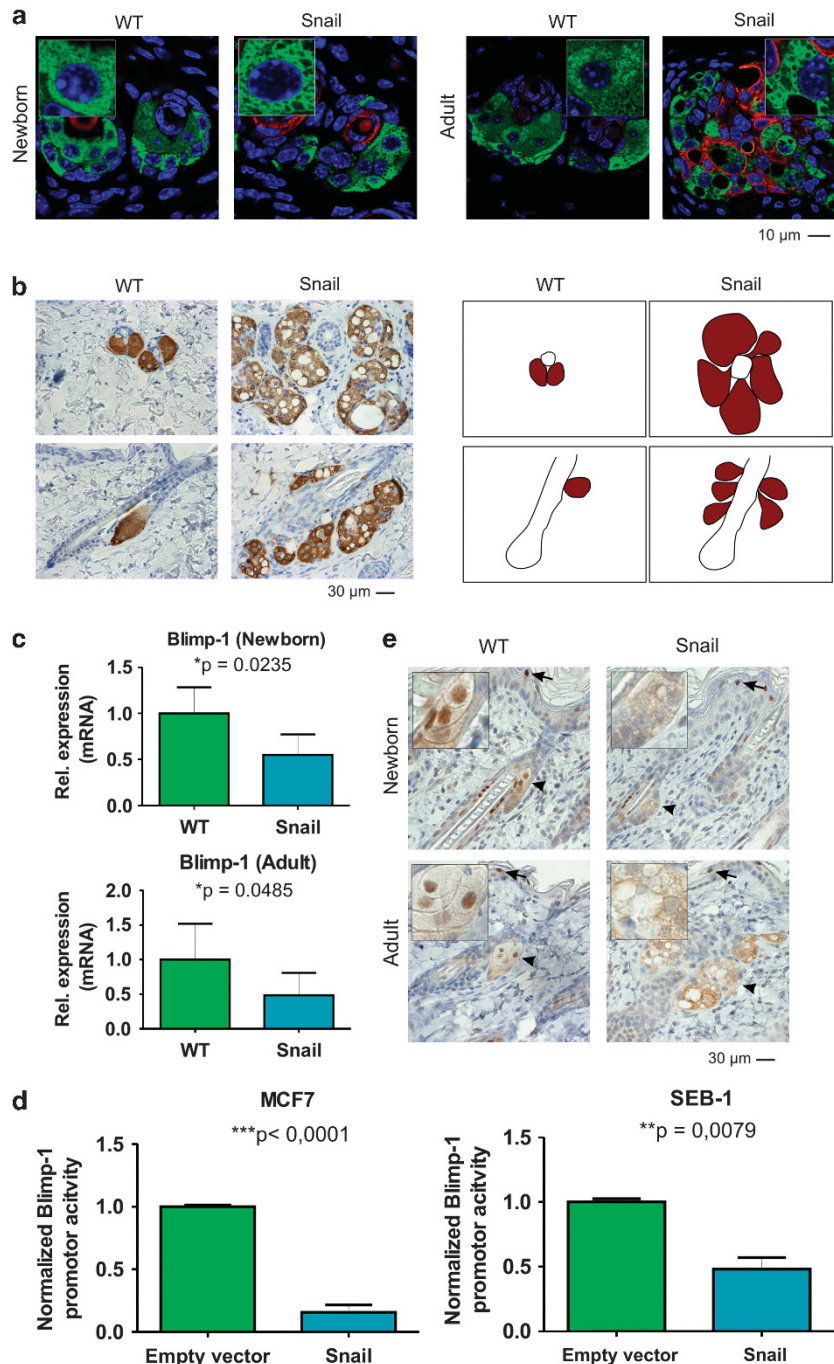 a
WT
Snail
WT
Snail
Newborn
Adult
10 µm
b
WT
Snail
WT
Snail
30 µm
c
Blimp-1 (Newborn)
*p = 0.0235
Rel. expression
(mRNA)
1.5
1.0
0.5
0.0
WT
Snail
Blimp-1 (Adult)
*p = 0.0485
Rel. expression
(mRNA)
2.0
1.5
1.0
0.5
0.0
WT
Snail
e
WT
Snail
Newborn
Adult
30 µm
d
MCF7
***p< 0,0001
Normalized Blimp-1
promotor acitvity
1.5
1.0
0.5
0.0
Empty vector
Snail
SEB-1
**p = 0,0079
Normalized Blimp-1
promotor acitvity
1.5
1.0
0.5
0.0
Empty vector
Snail